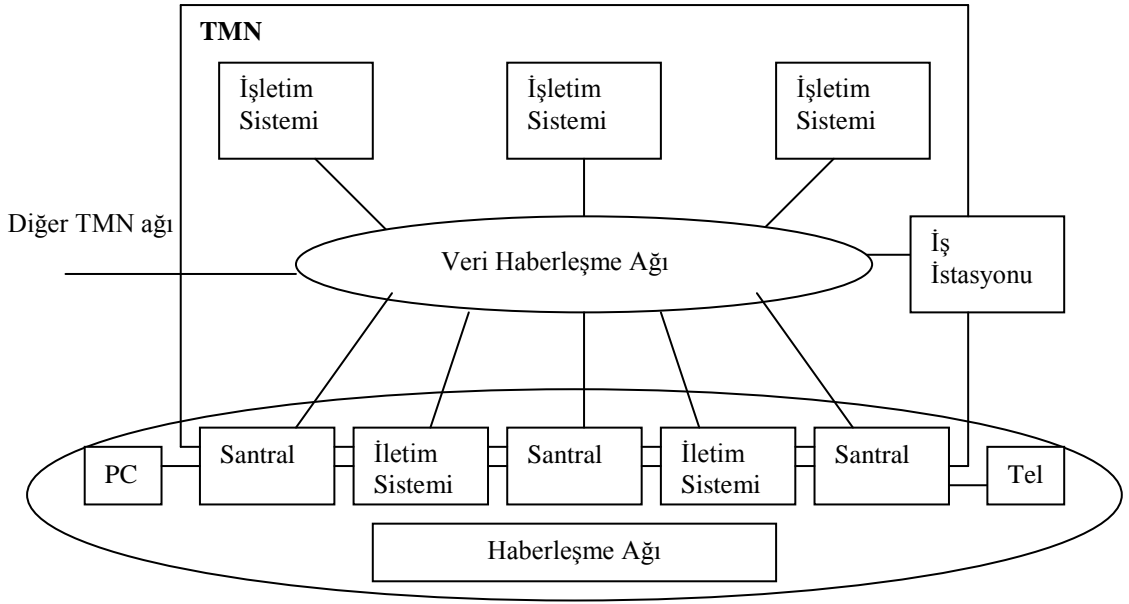 TMN
İşletim
Sistemi
İşletim
Sistemi
İşletim
Sistemi
Diğer TMN ağı
Veri Haberleşme Ağı
İş
İstasyonu
PC
Santral
İletim
Sistemi
Santral
İletim
Sistemi
Santral
Tel
Haberleşme Ağı